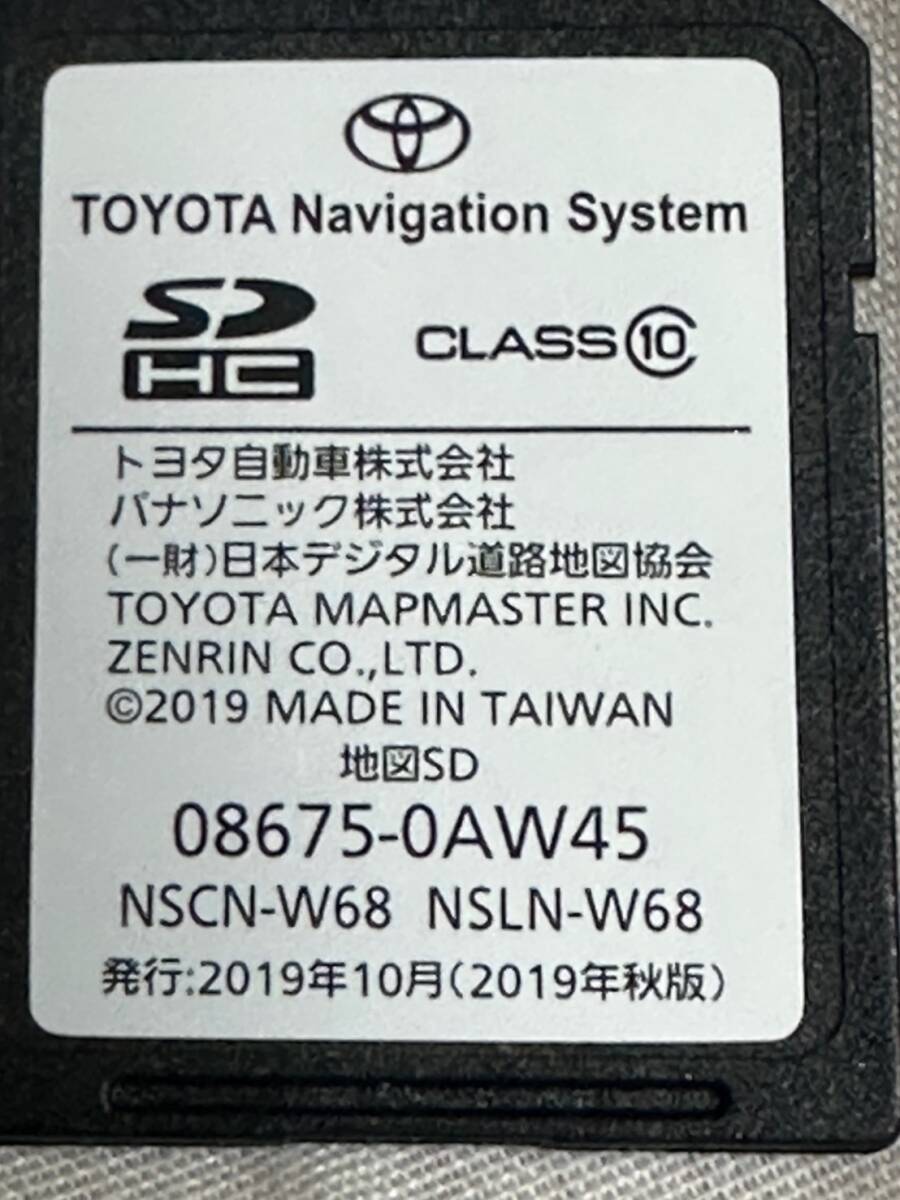 TOYOTA Navigation System
SD
HC
CLASS 10
トヨタ自動車株式会社
パナソニック株式会社
(一財)日本デジタル道路地図協会
TOYOTA MAPMASTER INC.
ZENRIN CO.,LTD.
©2019 MADE IN TAIWAN
地図SD
08675-0AW45
NSCN-W68 NSLN-W68
発行:2019年10月(2019年秋版)